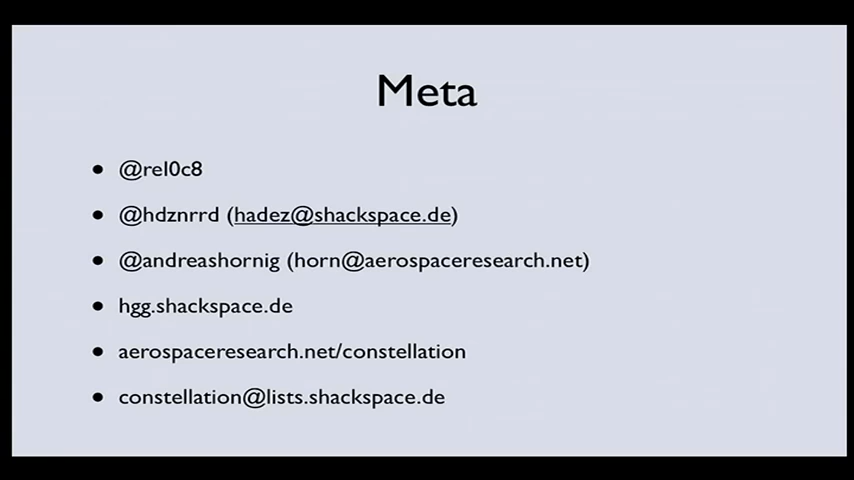 Meta
• @rel0c8
• @hdznrrd (hadez@shackspace.de)
• @andreashornig (horn@aerospaceresearch.net)
• hgg.shackspace.de
• aerospaceresearch.net/constellation
• constellation@lists.shackspace.de